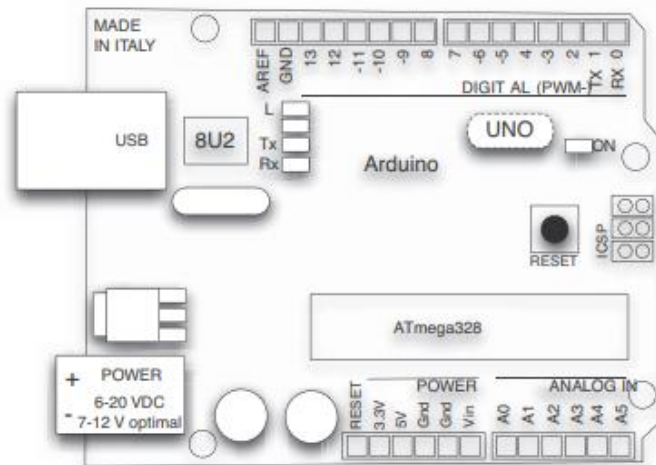 MADE
IN ITALY
AREF
GND
13
12
-11
-10
-9
8
7
-6
-5
4
-3
2
TX 1
RX 0
DIGIT AL (PWM-)
L
Tx
Rx
USB
8U2
UNO
ON
Arduino
RESET
ICSP
ATmega328
+ POWER
6-20 VDC
- 7-12 V optimal
POWER
ANALOG IN
RESET
3.3V
5V
Gnd
Gnd
Vin
A0
A1
A2
A3
A4
A5